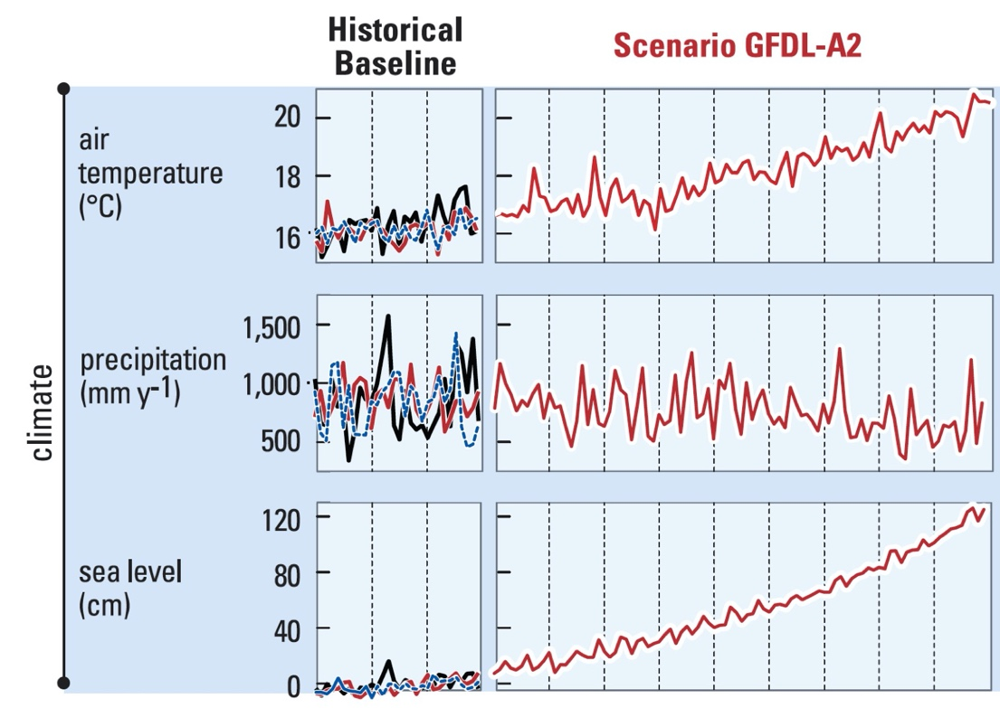 Historical
Baseline
Scenario GFDL-A2
climate
air
temperature
(°C)
20
18
16
precipitation
(mm y-1)
1,500
1,000
500
sea level
(cm)
120
80
40
0